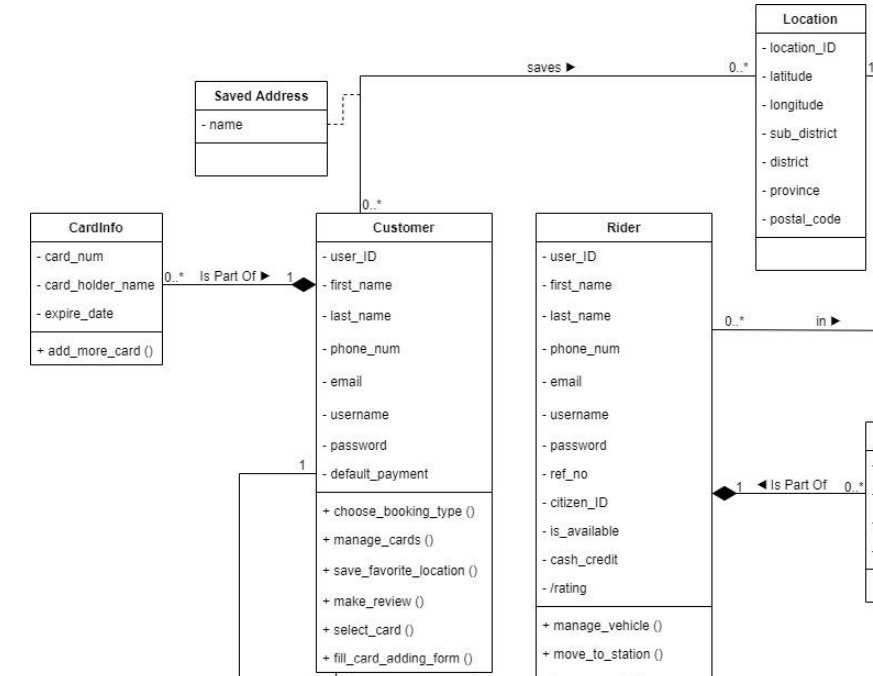 Location
- location_ID
- latitude
- longitude
- sub_district
- district
- province
- postal_code
saves ►
0..*
1
Saved Address
- name
0..*
CardInfo
- card_num
- card_holder_name
- expire_date
+ add_more_card ()
0..* Is Part Of ► 1
Customer
- user_ID
- first_name
- last_name
- phone_num
- email
- username
- password
- default_payment
+ choose_booking_type ()
+ manage_cards ()
+ save_favorite_location ()
+ make_review ()
+ select_card ()
+ fill_card_adding_form ()
1
Rider
- user_ID
- first_name
- last_name
- phone_num
- email
- username
- password
- ref_no
- citizen_ID
- is_available
- cash_credit
- /rating
+ manage_vehicle ()
+ move_to_station ()
0..* in ►
1 ◄ Is Part Of 0..*